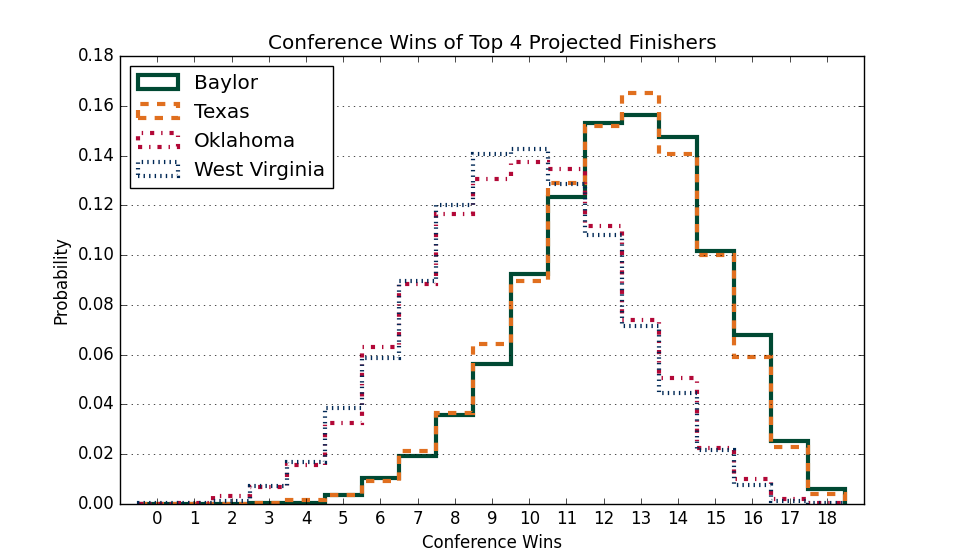 Conference Wins of Top 4 Projected Finishers
0.18
0.16
0.14
0.12
0.10
0.08
0.06
0.04
0.02
0.00
Probability
Baylor
Texas
Oklahoma
West Virginia
0 1 2 3 4 5 6 7 8 9 10 11 12 13 14 15 16 17 18
Conference Wins